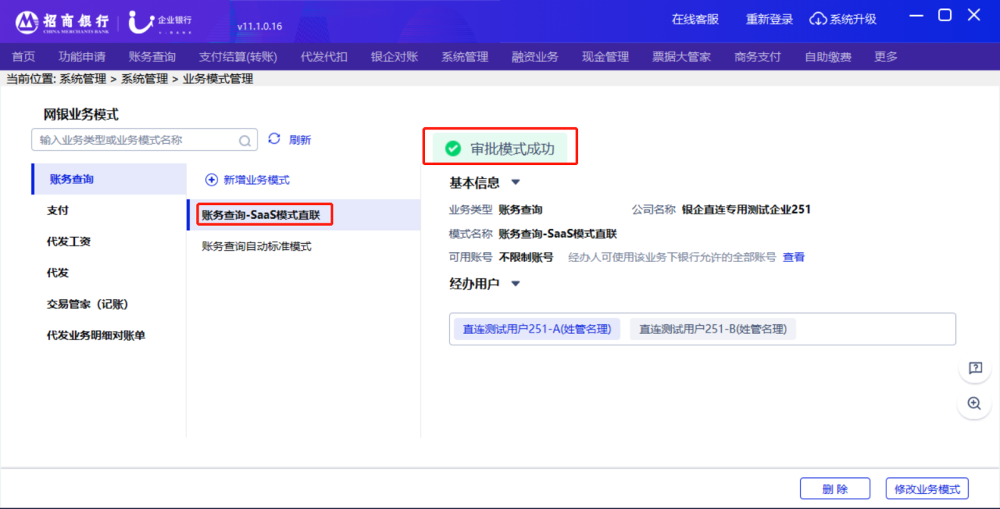 招商银行 企业银行 v11.1.0.16 在线客服 重新登录 系统升级
CHINA MERCHANTS BANK U-BANK
首页 功能申请 账务查询 支付结算(转账) 代发代扣 银企对账 系统管理 融资业务 现金管理 票据大管家 商务支付 自助缴费 更多
当前位置: 系统管理 > 系统管理 > 业务模式管理
网银业务模式
输入业务类型或业务模式名称 刷新
账务查询
支付
代发工资
代发
交易管家（记账）
代发业务明细对账单
新增业务模式
账务查询-SaaS模式直联
账务查询自动标准模式
审批模式成功
基本信息
业务类型 账务查询 公司名称 银企直连专用测试企业251
模式名称 账务查询-SaaS模式直联
可用账号 不限制账号 经办人可使用该业务下银行允许的全部账号 查看
经办用户
直连测试用户251-A(姓管名理) 直连测试用户251-B(姓管名理)
删 除 修改业务模式